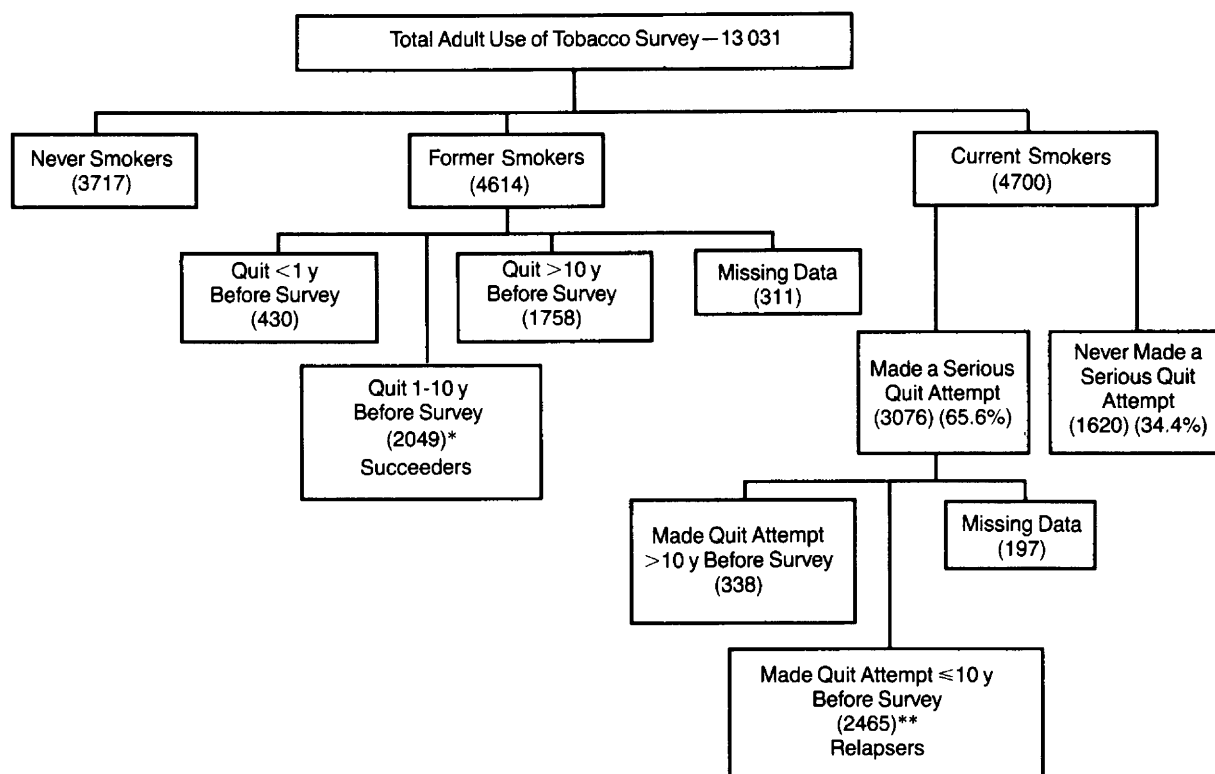 Total Adult Use of Tobacco Survey—13 031
Never Smokers
(3717)
Former Smokers
(4614)
Current Smokers
(4700)
Quit <1 y
Before Survey
(430)
Quit >10 y
Before Survey
(1758)
Missing Data
(311)
Quit 1-10 y
Before Survey
(2049)*
Succeeders
Made a Serious
Quit Attempt
(3076) (65.6%)
Never Made a
Serious Quit
Attempt
(1620) (34.4%)
Made Quit Attempt
>10 y Before Survey
(338)
Missing Data
(197)
Made Quit Attempt ≤10 y
Before Survey
(2465)**
Relapsers